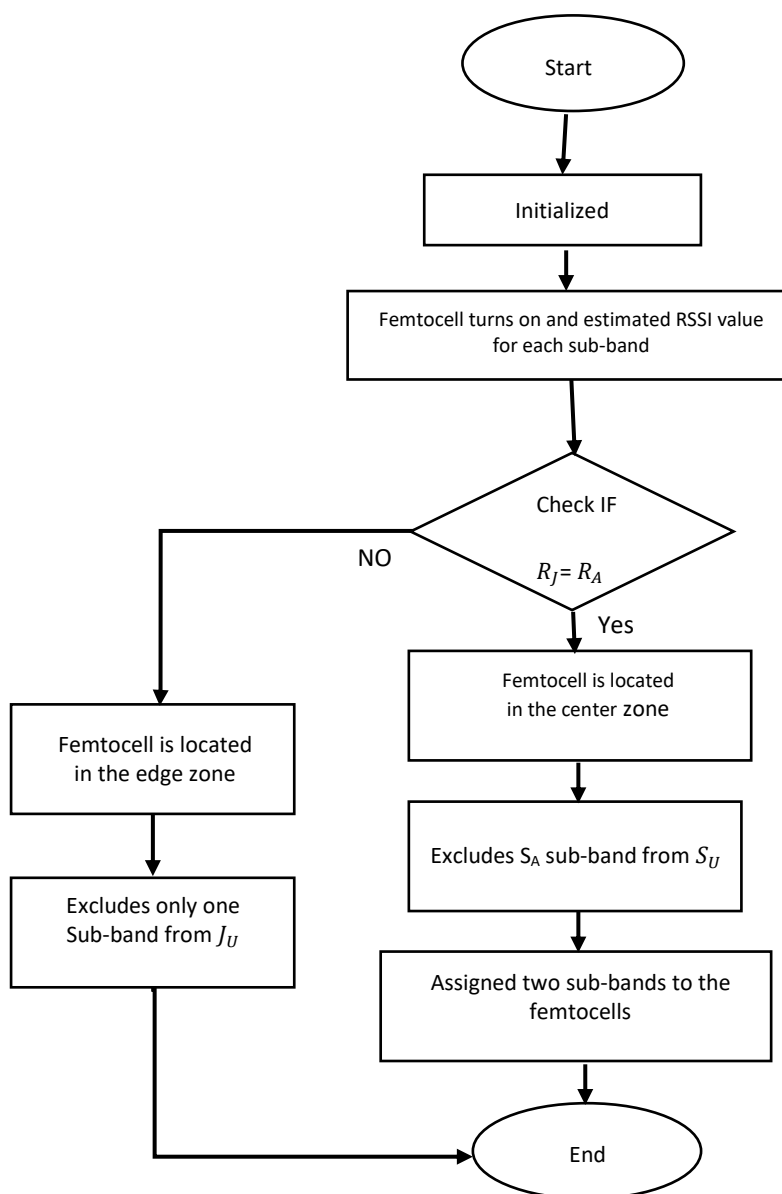 Start
Initialized
Femtocell turns on and estimated RSSI value
for each sub-band
Check IF
R_J= R_A
NO
Yes
Femtocell is located
in the center zone
Femtocell is located
in the edge zone
Excludes S_A sub-band from S_U
Excludes only one
Sub-band from J_U
Assigned two sub-bands to the
femtocells
End